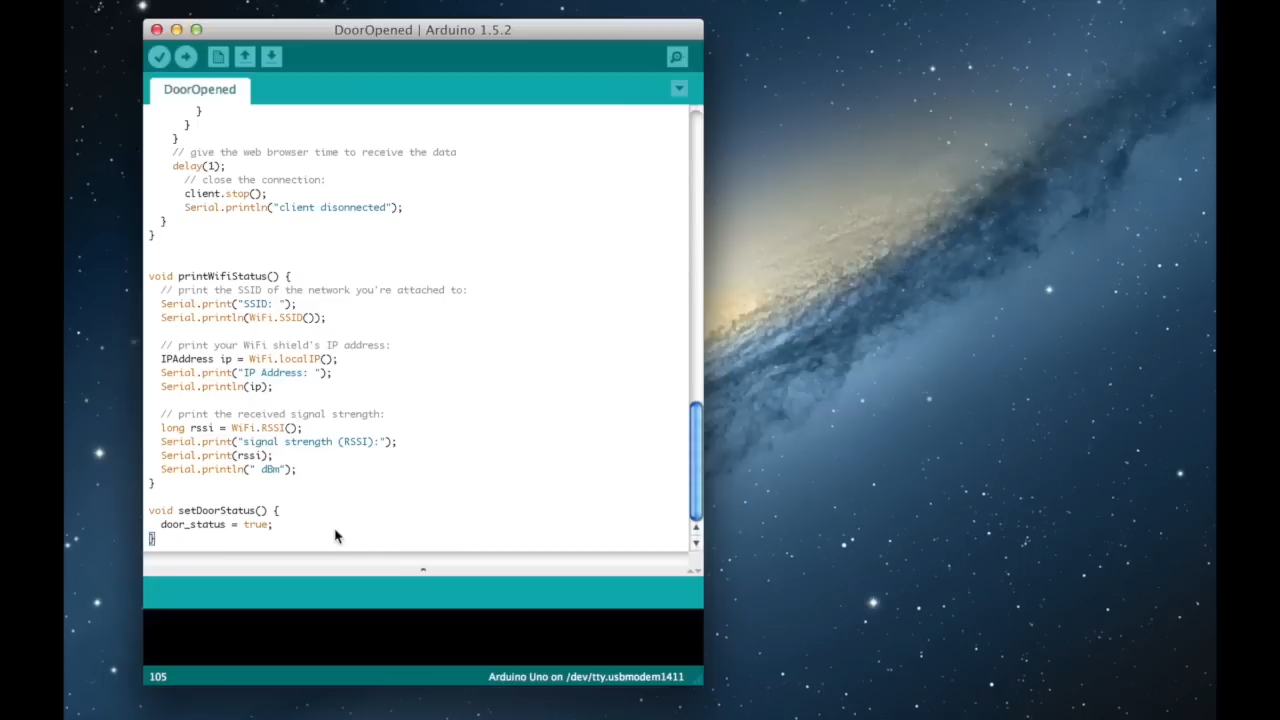 DoorOpened | Arduino 1.5.2
DoorOpened
}
}
}
// give the web browser time to receive the data
delay(1);
// close the connection:
client.stop();
Serial.println("client disonnected");
}
}
void printWifiStatus() {
// print the SSID of the network you're attached to:
Serial.print("SSID: ");
Serial.println(WiFi.SSID());
// print your WiFi shield's IP address:
IPAddress ip = WiFi.localIP();
Serial.print("IP Address: ");
Serial.println(ip);
// print the received signal strength:
long rssi = WiFi.RSSI();
Serial.print("signal strength (RSSI):");
Serial.print(rssi);
Serial.println(" dBm");
}
void setDoorStatus() {
door_status = true;
}
105
Arduino Uno on /dev/tty.usbmodem1411